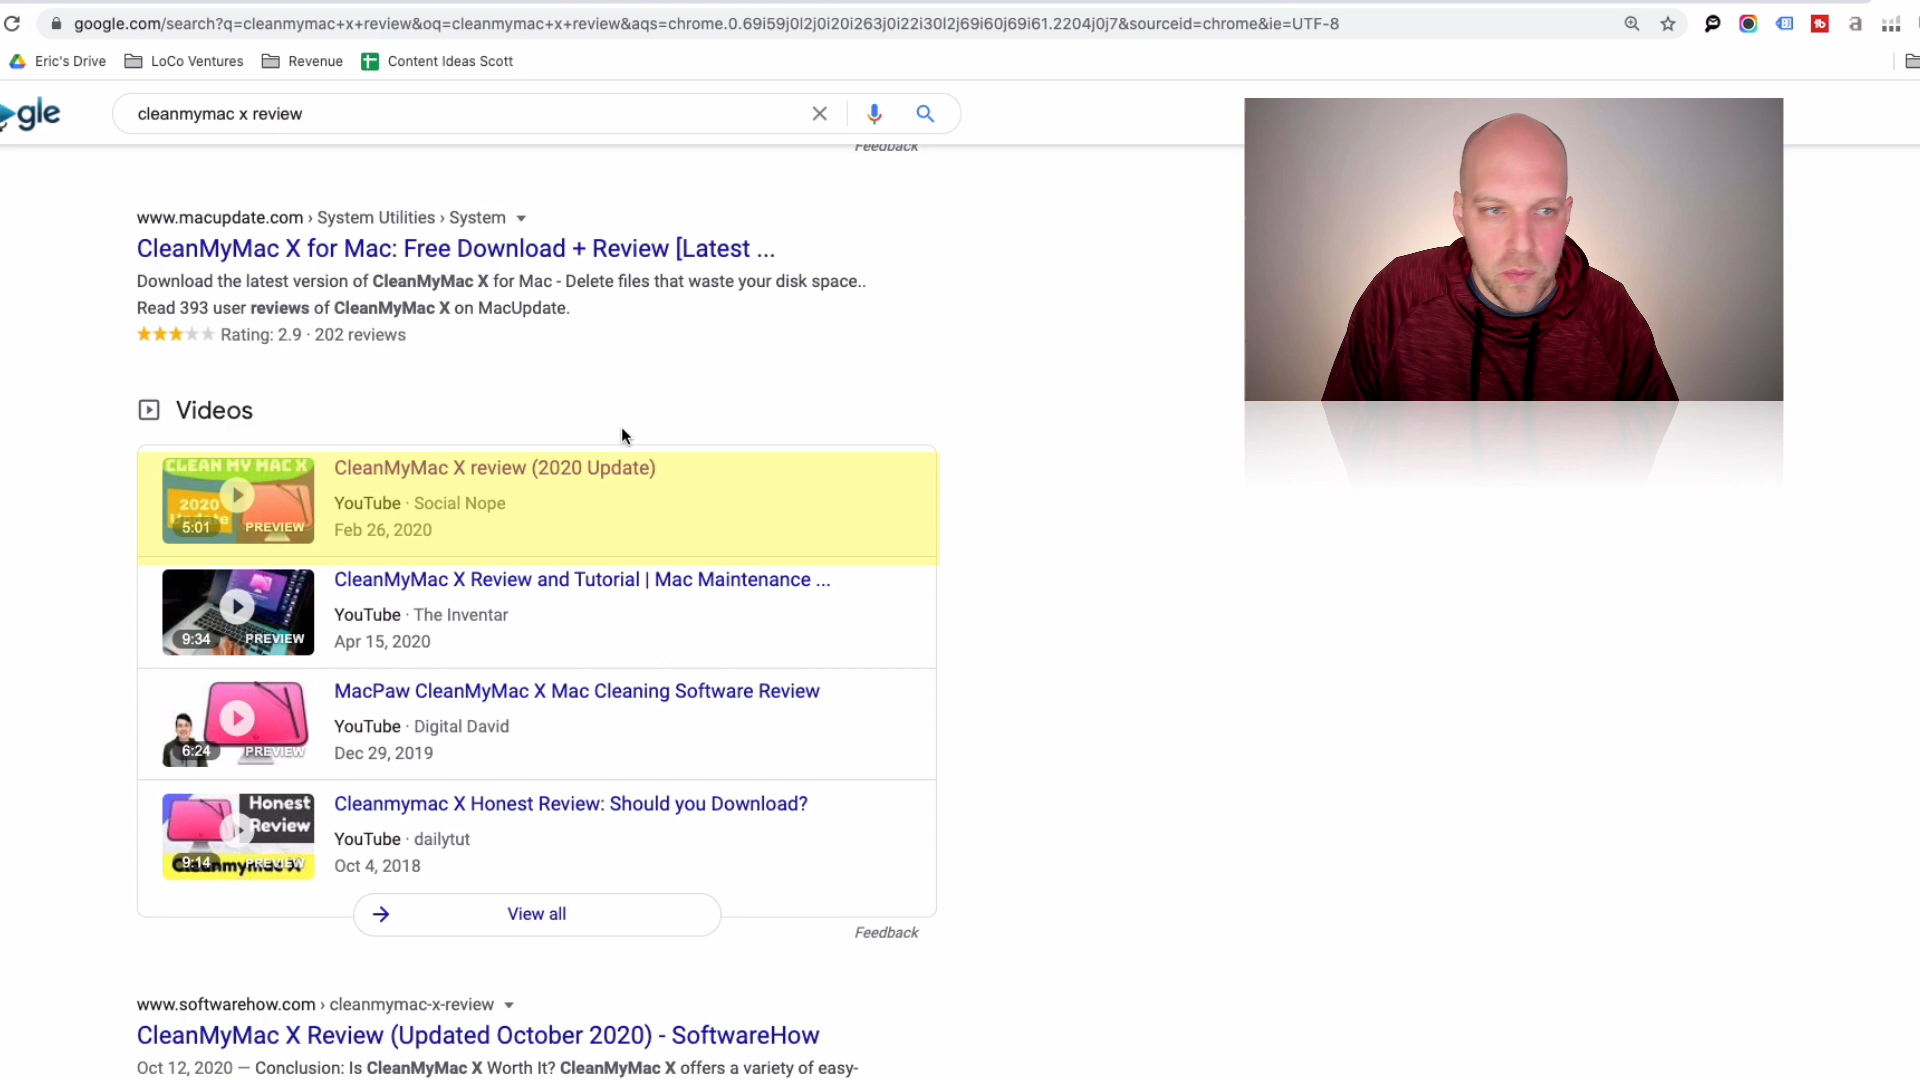 google.com/search?q=cleanmymac+x+review&oq=cleanmymac+x+review&aqs=chrome.0.69i59j0l2j0i20i263j0i22i30l2j69i60j69i61.2204j0j7&sourceid=chrome&ie=UTF-8
Eric's Drive LoCo Ventures Revenue Content Ideas Scott
gle cleanmymac x review
Feedback
www.macupdate.com › System Utilities › System
CleanMyMac X for Mac: Free Download + Review [Latest ...
Download the latest version of CleanMyMac X for Mac - Delete files that waste your disk space..
Read 393 user reviews of CleanMyMac X on MacUpdate.
Rating: 2.9 · 202 reviews
Videos
CLEAN MY MAC X
2020
Update
5:01 PREVIEW
CleanMyMac X review (2020 Update)
YouTube · Social Nope
Feb 26, 2020
9:34 PREVIEW
CleanMyMac X Review and Tutorial | Mac Maintenance ...
YouTube · The Inventar
Apr 15, 2020
6:24 PREVIEW
MacPaw CleanMyMac X Mac Cleaning Software Review
YouTube · Digital David
Dec 29, 2019
Honest
Review
Cleanmymac X
9:14 PREVIEW
Cleanmymac X Honest Review: Should you Download?
YouTube · dailytut
Oct 4, 2018
View all
Feedback
www.softwarehow.com › cleanmymac-x-review
CleanMyMac X Review (Updated October 2020) - SoftwareHow
Oct 12, 2020 — Conclusion: Is CleanMyMac X Worth It? CleanMyMac X offers a variety of easy-